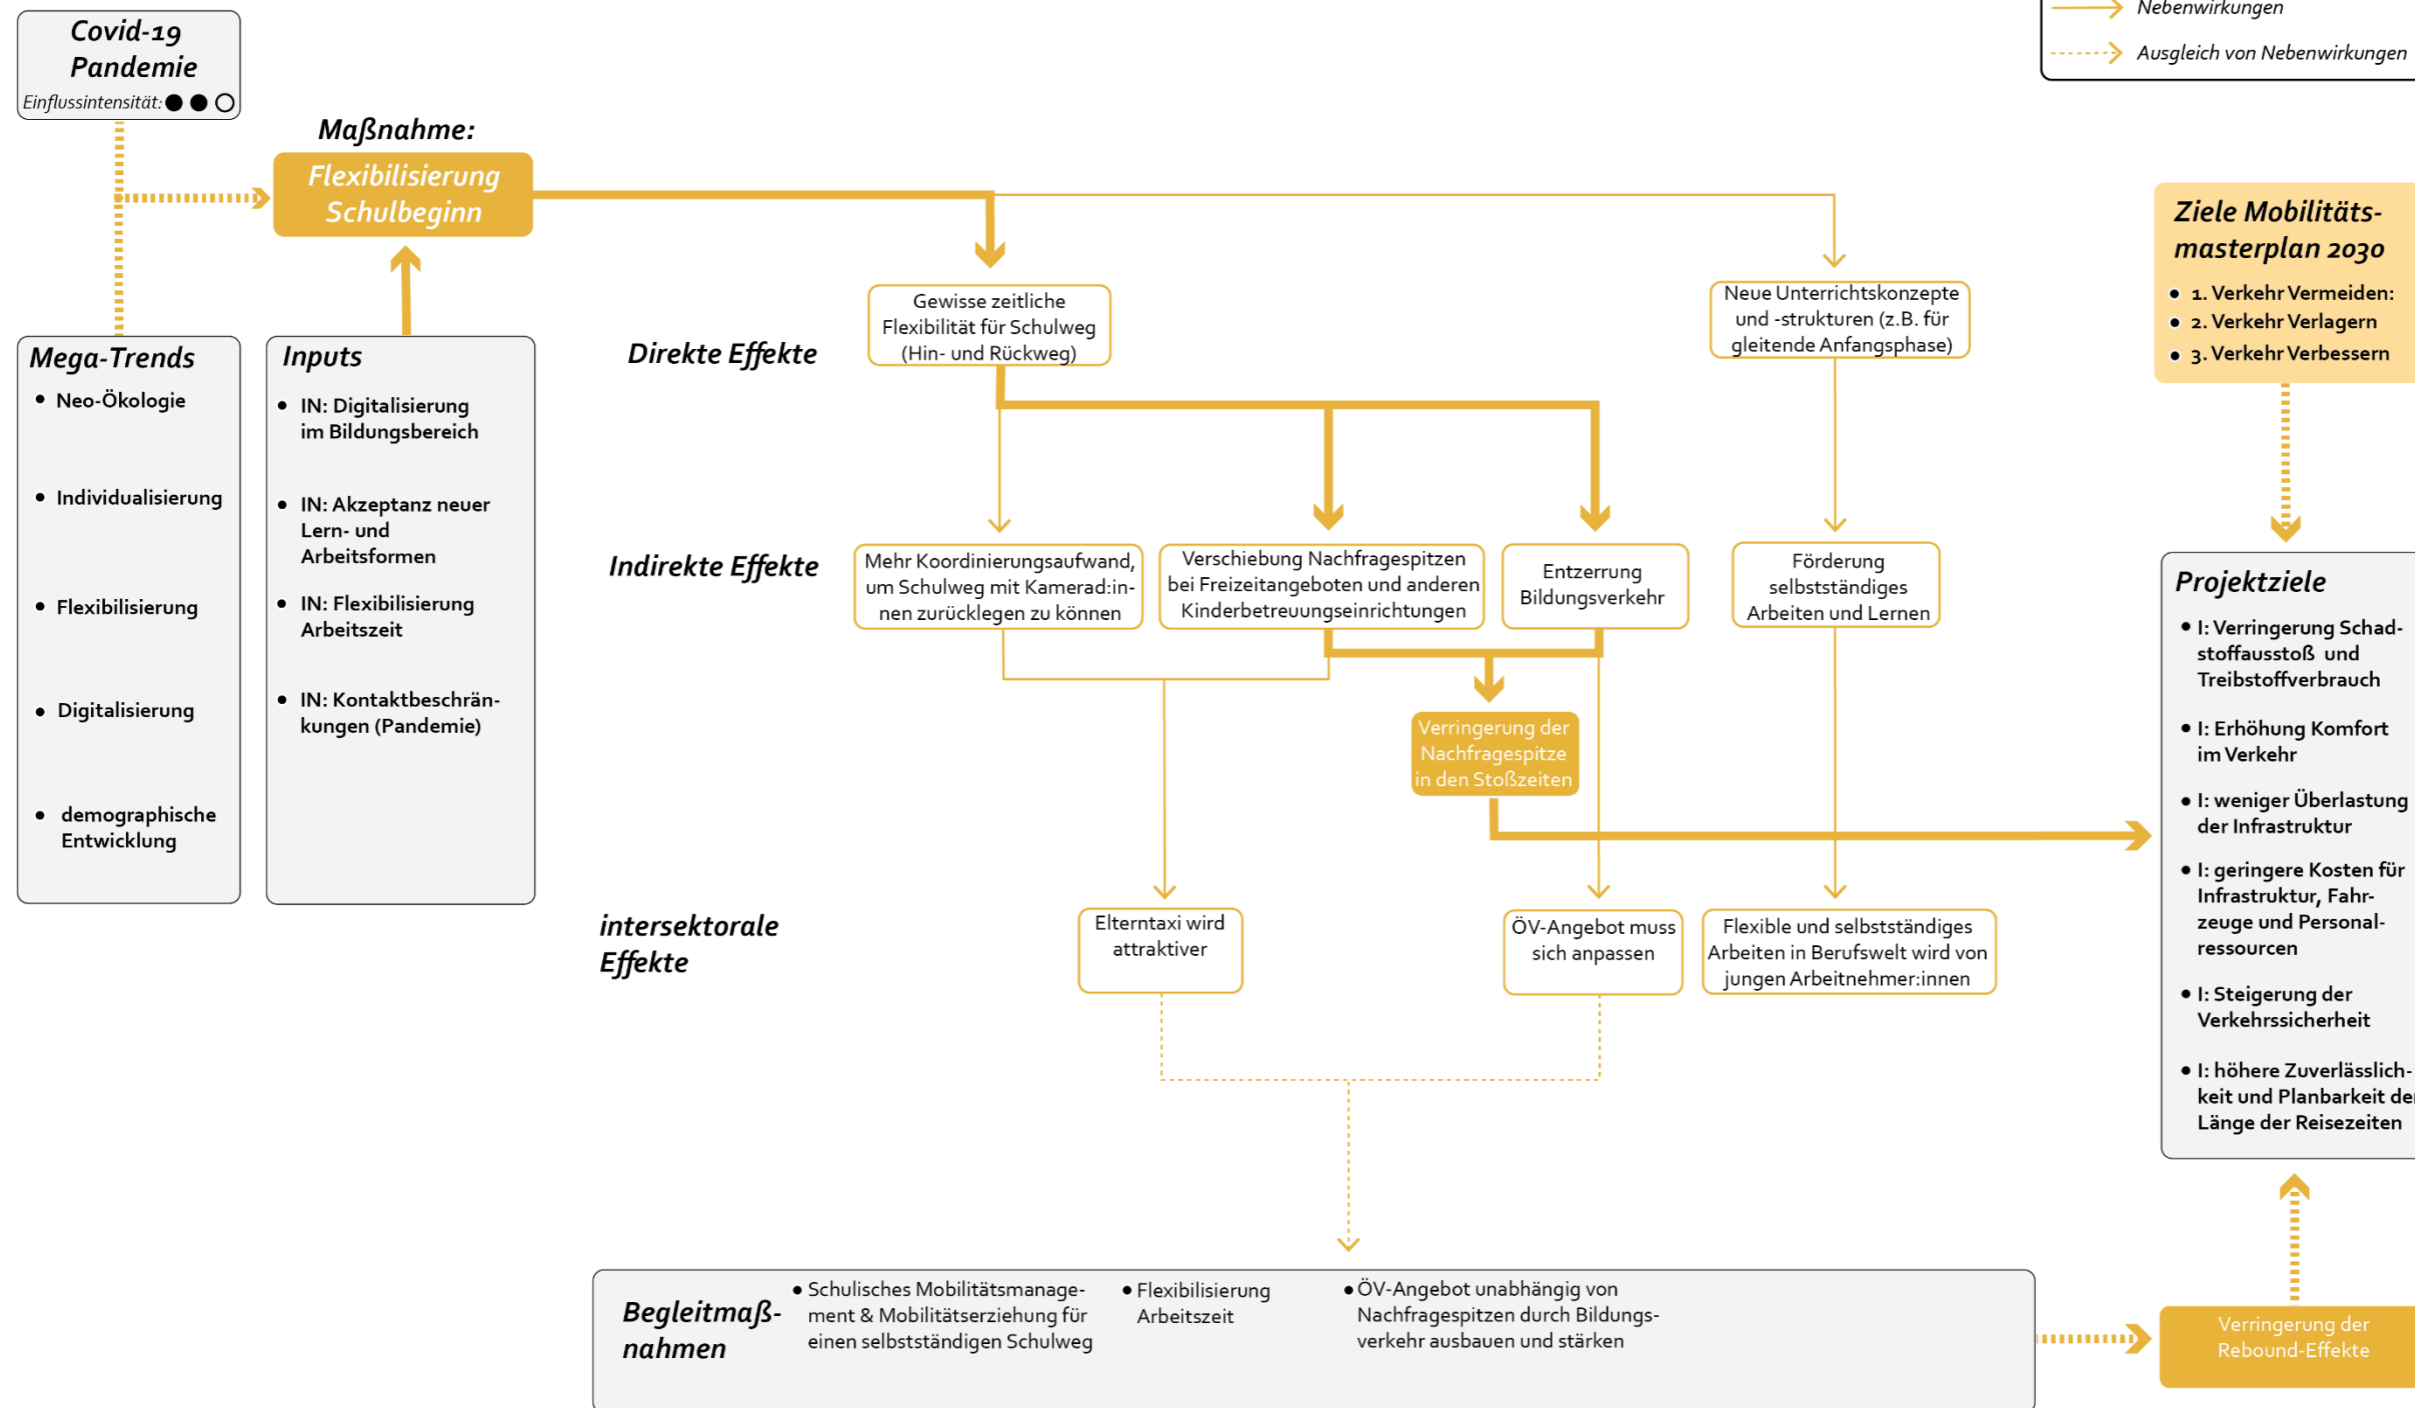 Nebenwirkungen
Ausgleich von Nebenwirkungen
Covid-19
Pandemie
Einflussintensität:
Maßnahme:
Flexibilisierung
Schulbeginn
Mega-Trends
• Neo-Ökologie
• Individualisierung
• Flexibilisierung
• Digitalisierung
• demographische
Entwicklung
Inputs
• IN: Digitalisierung
im Bildungsbereich
• IN: Akzeptanz neuer
Lern- und
Arbeitsformen
• IN: Flexibilisierung
Arbeitszeit
• IN: Kontaktbeschrän-
kungen (Pandemie)
Direkte Effekte
Gewisse zeitliche
Flexibilität für Schulweg
(Hin- und Rückweg)
Neue Unterrichtskonzepte
und -strukturen (z.B. für
gleitende Anfangsphase)
Indirekte Effekte
Mehr Koordinierungsaufwand,
um Schulweg mit Kamerad:in-
nen zurücklegen zu können
Verschiebung Nachfragespitzen
bei Freizeitangeboten und anderen
Kinderbetreuungseinrichtungen
Entzerrung
Bildungsverkehr
Förderung
selbstständiges
Arbeiten und Lernen
Verringerung der
Nachfragespitze
in den Stoßzeiten
intersektorale
Effekte
Elterntaxi wird
attraktiver
ÖV-Angebot muss
sich anpassen
Flexible und selbstständiges
Arbeiten in Berufswelt wird von
jungen Arbeitnehmer:innen
Ziele Mobilitäts-
masterplan 2030
• 1. Verkehr Vermeiden:
• 2. Verkehr Verlagern
• 3. Verkehr Verbessern
Projektziele
• I: Verringerung Schad-
stoffausstoß und
Treibstoffverbrauch
• I: Erhöhung Komfort
im Verkehr
• I: weniger Überlastung
der Infrastruktur
• I: geringere Kosten für
Infrastruktur, Fahr-
zeuge und Personal-
ressourcen
• I: Steigerung der
Verkehrssicherheit
• I: höhere Zuverlässlich-
keit und Planbarkeit der
Länge der Reisezeiten
Begleitmaß-
nahmen
• Schulisches Mobilitätsmanage-
ment & Mobilitätserziehung für
einen selbstständigen Schulweg
• Flexibilisierung
Arbeitszeit
• ÖV-Angebot unabhängig von
Nachfragespitzen durch Bildungs-
verkehr ausbauen und stärken
Verringerung der
Rebound-Effekte